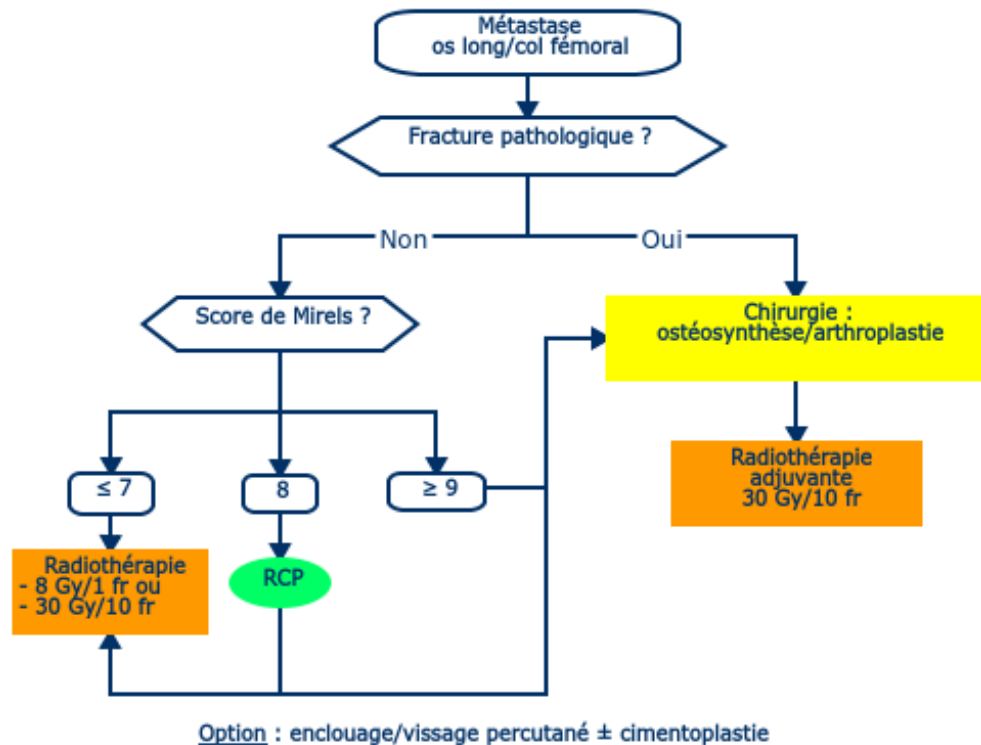 Métastase
os long/col fémoral
Fracture pathologique ?
Non
Oui
Score de Mirels ?
Chirurgie :
ostéosynthèse/arthroplastie
≤ 7
8
≥ 9
Radiothérapie
adjuvante
30 Gy/10 fr
Radiothérapie
- 8 Gy/1 fr ou
- 30 Gy/10 fr
RCP
Option : enclouage/vissage percutané ± cimentoplastie